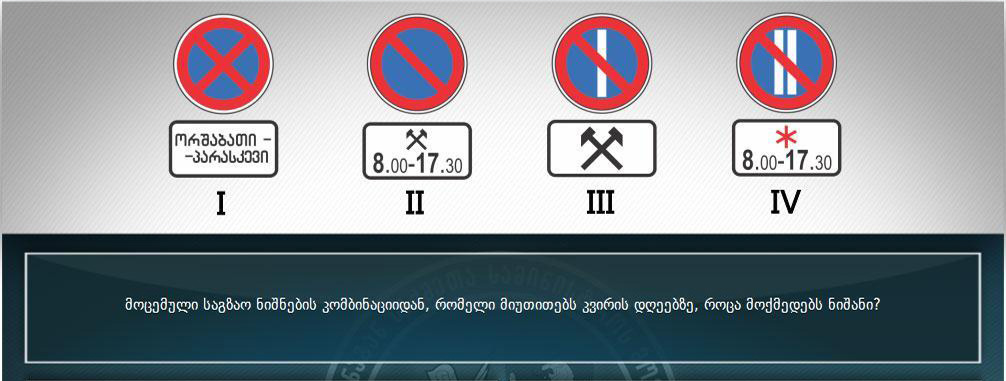 ორშაბათი -
-პარასკევი
8.00-17.30
8.00-17.30
I
II
III
IV
მოცემული საგზაო ნიშნების კომბინაციიდან, რომელი მიუთითებს კვირის დღეებზე, როცა მოქმედებს ნიშანი?